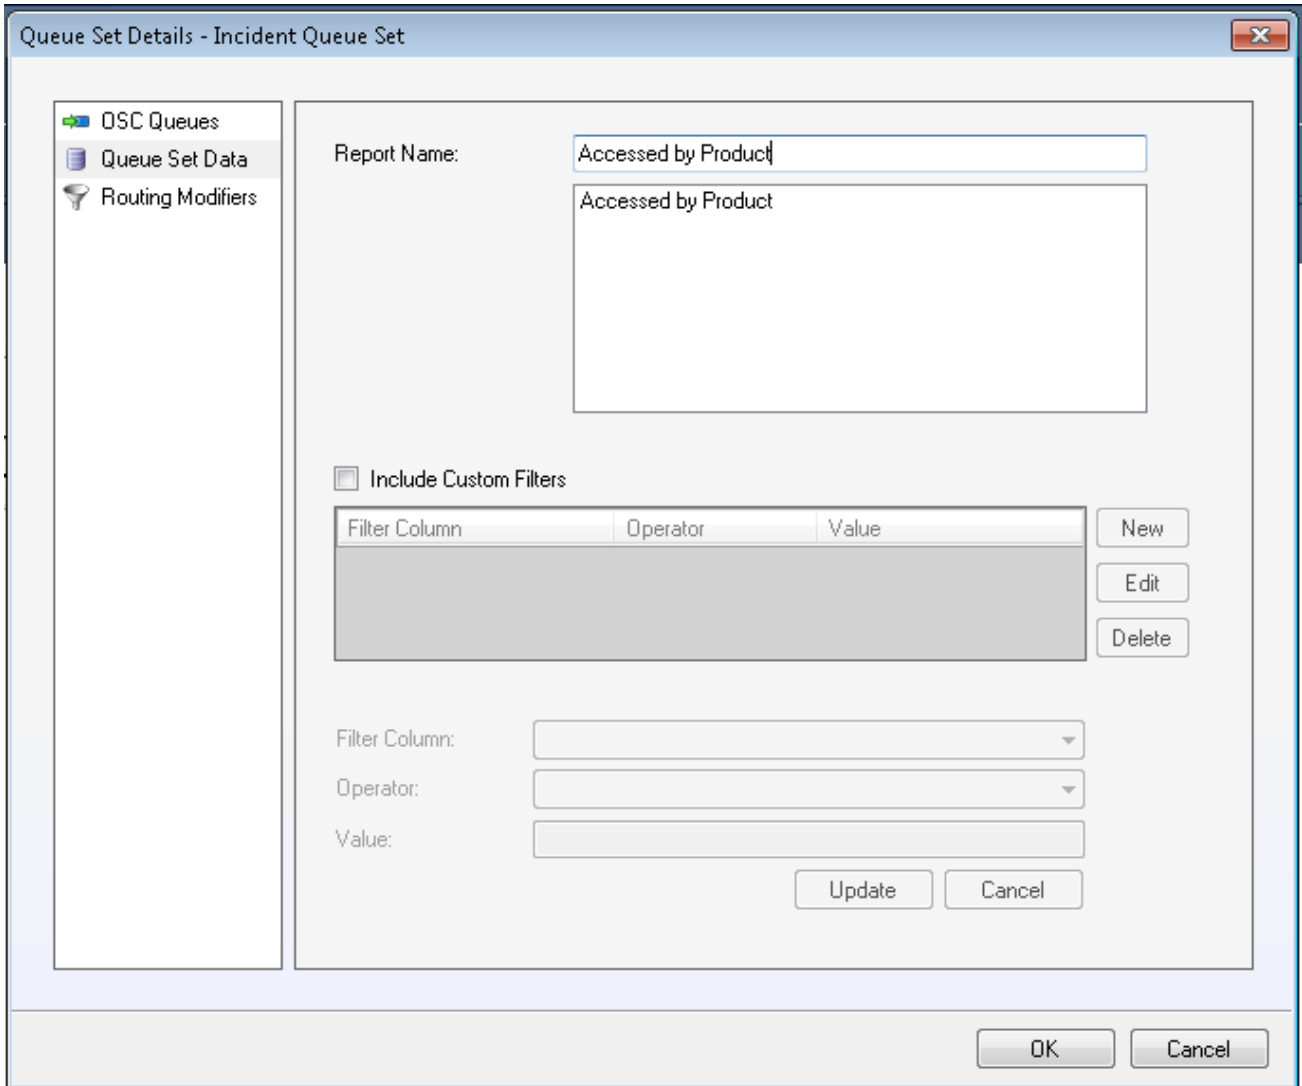 Queue Set Details - Incident Queue Set
OSC Queues
Queue Set Data
Routing Modifiers
Report Name:
Accessed by Product
Accessed by Product
Include Custom Filters
Filter Column Operator Value
New
Edit
Delete
Filter Column:
Operator:
Value:
Update Cancel
OK Cancel